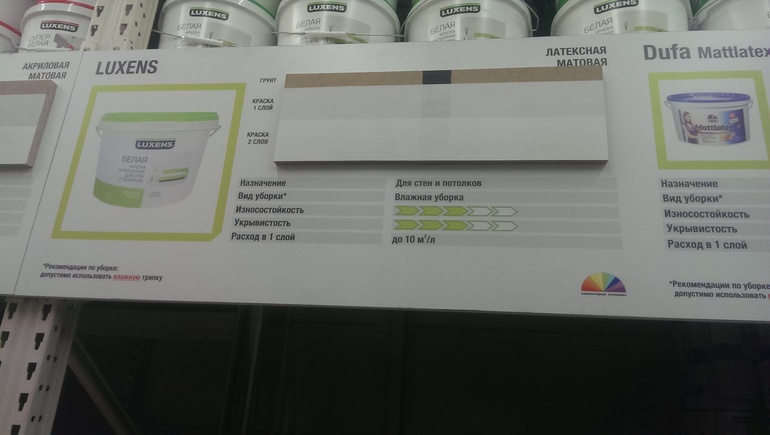 LUXENS
LUXENS
LUXENS
LUXENS
LUXENS
БЕЛАЯ
БЕЛАЯ
БЕЛАЯ
БЕЛАЯ
АКРИЛОВАЯ
МАТОВАЯ
LUXENS
ЛАТЕКСНАЯ
МАТОВАЯ
Dufa Mattlatex
ГРУНТ
КРАСКА
1 СЛОЙ
КРАСКА
2 СЛОЯ
LUXENS
БЕЛАЯ
Mattlatex
Назначение Для стен и потолков
Вид уборки* Влажная уборка
Износостойкость
Укрывистость
Расход в 1 слой до 10 м²/л
*Рекомендации по уборке:
допустимо использовать влажную тряпку
Назначение
Вид уборки*
Износостойкость
Укрывистость
Расход в 1 слой
*Рекомендации по уборке:
допустимо использовать